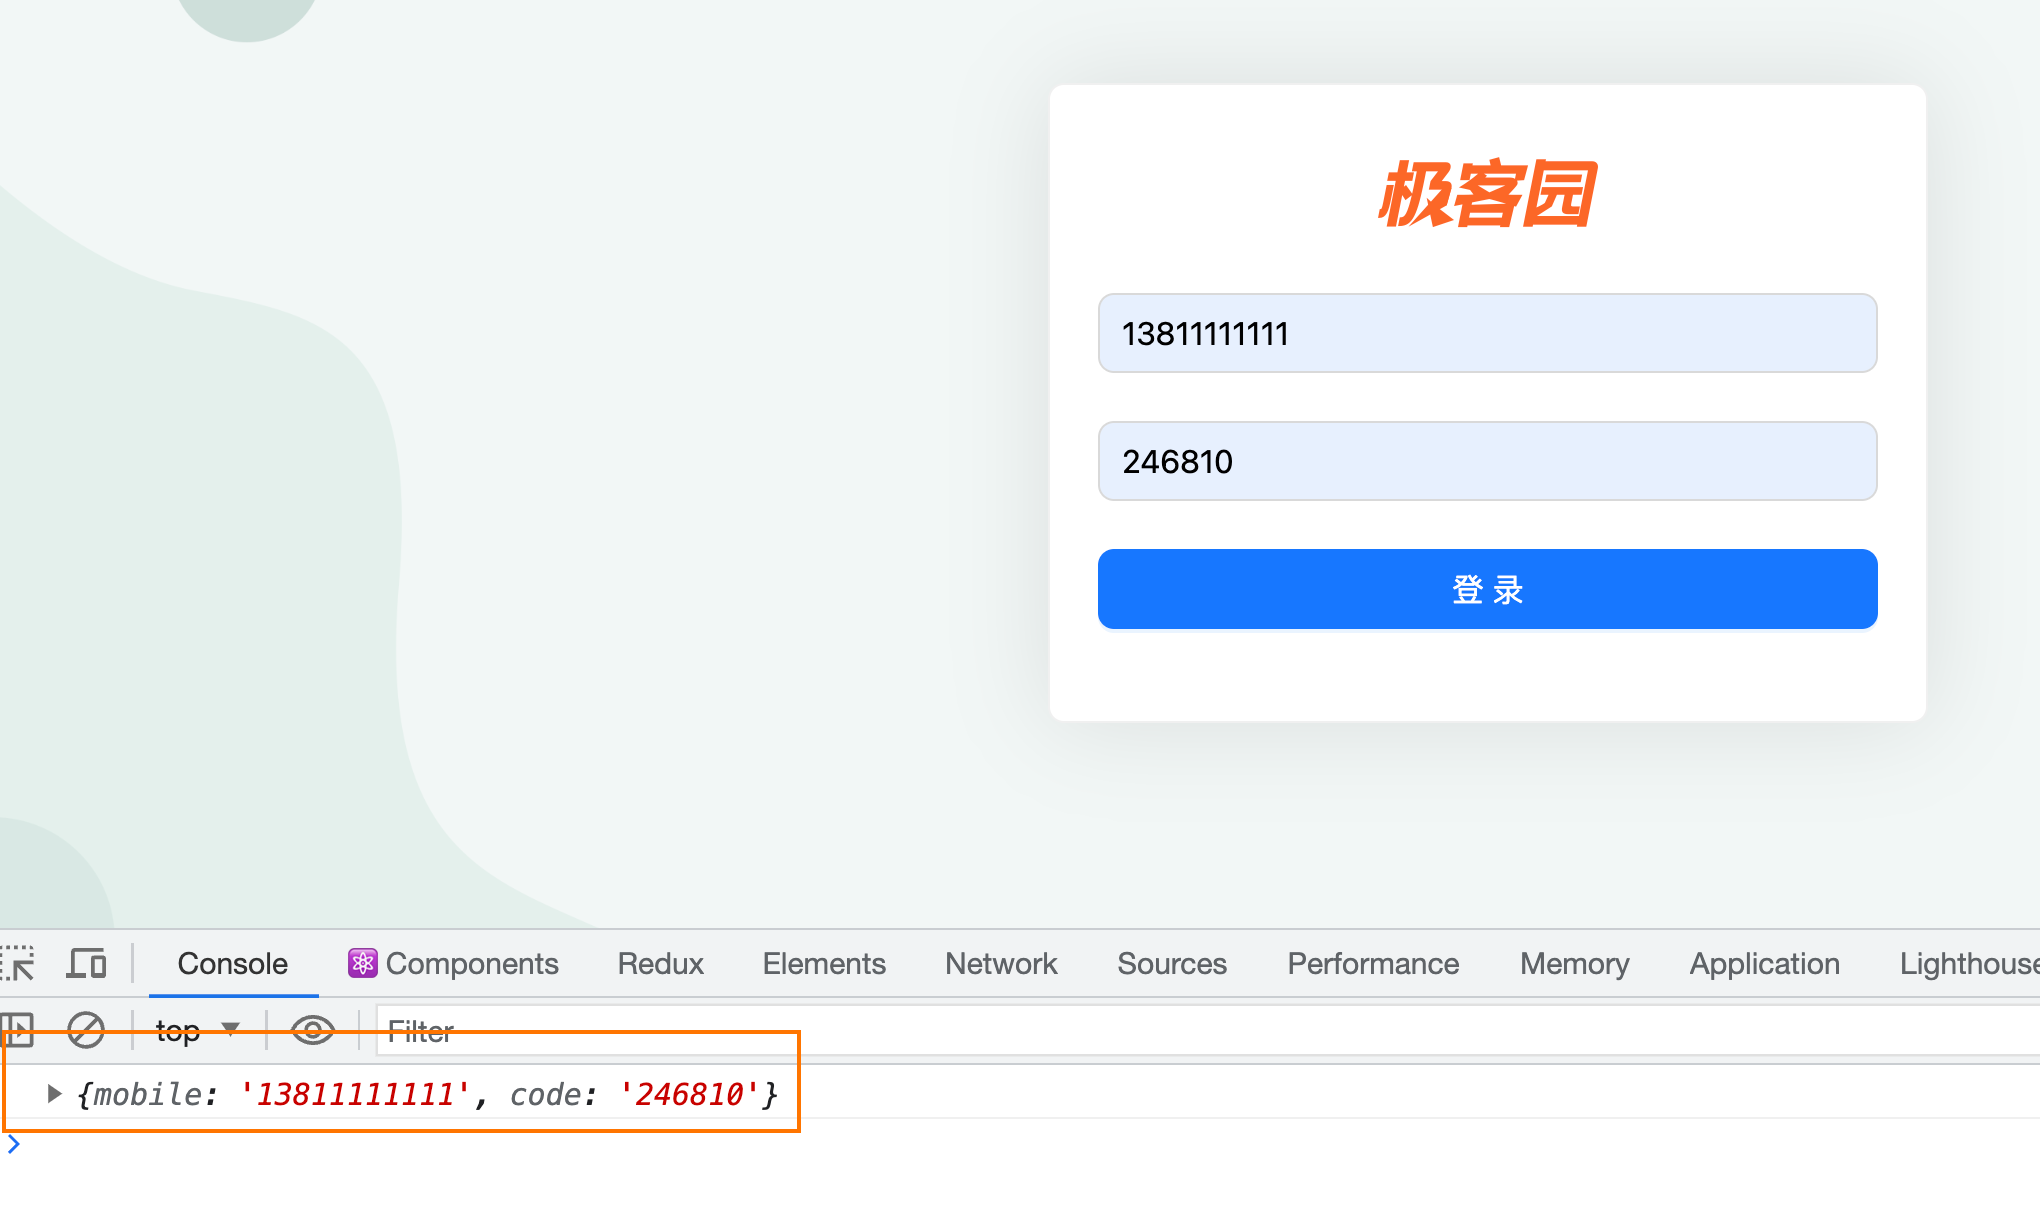 极客园
13811111111
246810
登 录
Console Components Redux Elements Network Sources Performance Memory Application Lighthouse
top Filter
{mobile: '13811111111', code: '246810'}